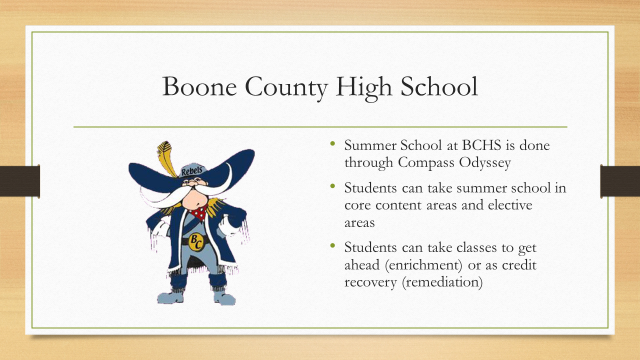 Boone County High School
Rebels
BC
Summer School at BCHS is done
through Compass Odyssey
Students can take summer school in
core content areas and elective
areas
Students can take classes to get
ahead (enrichment) or as credit
recovery (remediation)